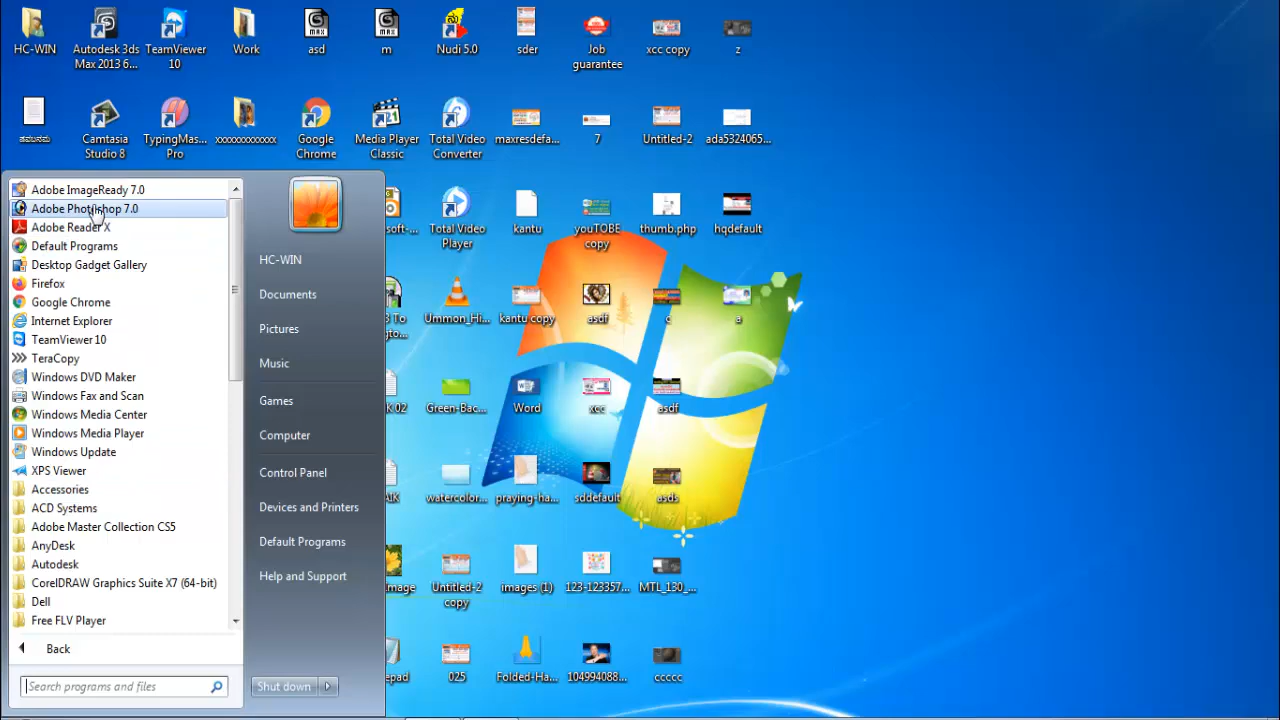 HC-WIN
Autodesk 3ds
Max 2013 6...
TeamViewer
10
Work
asd
m
Nudi 5.0
sder
Job
guarantee
xcc copy
z
Camtasia
Studio 8
TypingMas...
Pro
xxxxxxxxxxxxx
Google
Chrome
Media Player
Classic
Total Video
Converter
maxresdefa...
7
Untitled-2
ada5324065...
Adobe ImageReady 7.0
Adobe Photoshop 7.0
Adobe Reader X
Default Programs
Desktop Gadget Gallery
Firefox
Google Chrome
Internet Explorer
TeamViewer 10
TeraCopy
Windows DVD Maker
Windows Fax and Scan
Windows Media Center
Windows Media Player
Windows Update
XPS Viewer
Accessories
ACD Systems
Adobe Master Collection CS5
AnyDesk
Autodesk
CorelDRAW Graphics Suite X7 (64-bit)
Dell
Free FLV Player
Back
Search programs and files
HC-WIN
Documents
Pictures
Music
Games
Computer
Control Panel
Devices and Printers
Default Programs
Help and Support
Shut down
osoft-...
Total Video
Player
kantu
youTOBE
copy
thumb.php
hqdefault
3 To
Ummon_Hi...
kantu copy
asdf
c
a
K 02
Green-Bac...
Word
xcc
asdf
watercolor...
praying-ha...
sddefault
asds
mage
Untitled-2
copy
images (1)
123-123357...
MTL_130_...
epad
025
Folded-Ha...
104994088...
ccccc